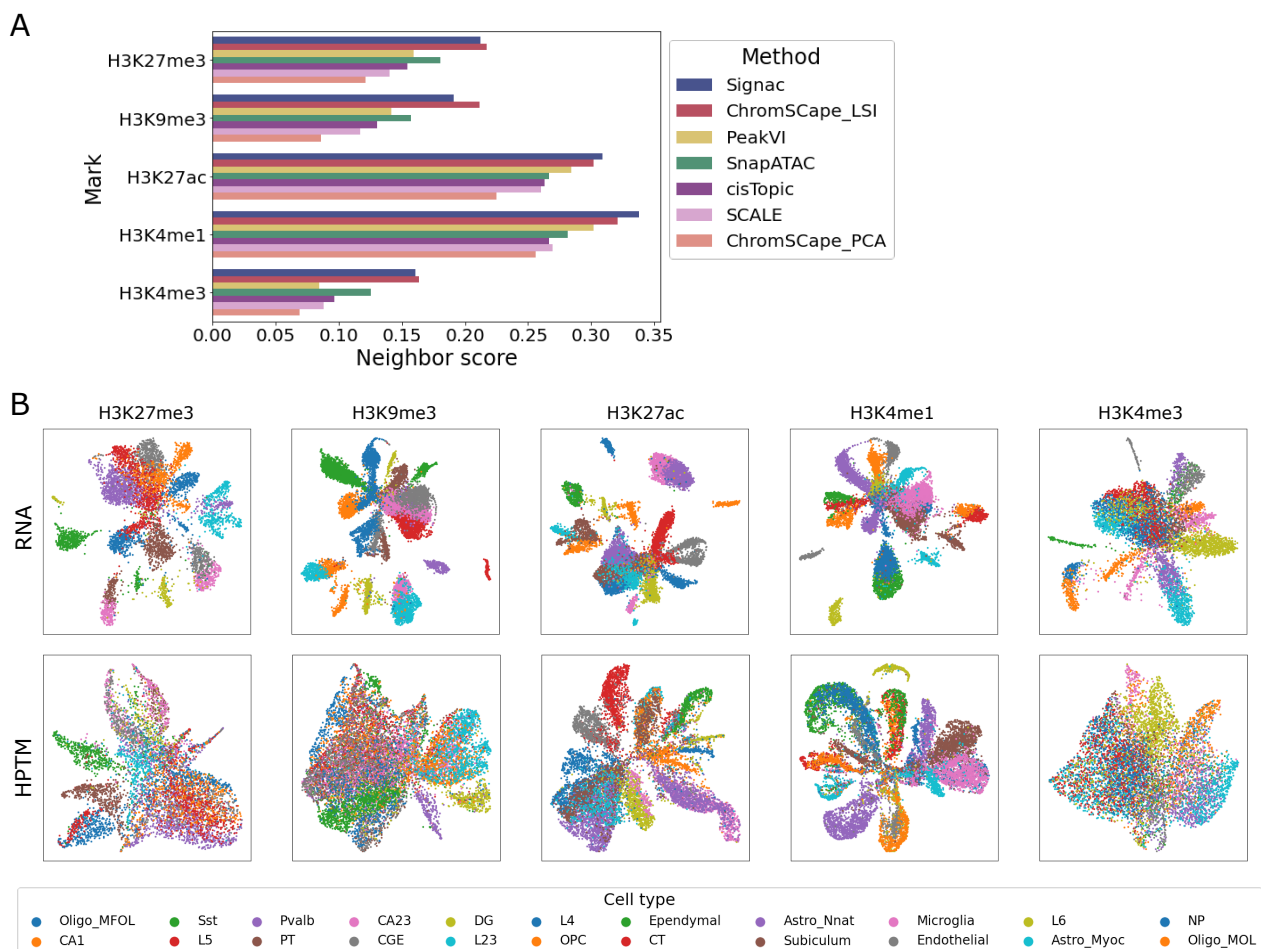 A
H3K27me3
H3K9me3
H3K27ac
H3K4me1
H3K4me3
Mark
0.00 0.05 0.10 0.15 0.20 0.25 0.30 0.35
Neighbor score
Method
Signac
ChromSCape_LSI
PeakVI
SnapATAC
cisTopic
SCALE
ChromSCape_PCA
B
H3K27me3 H3K9me3 H3K27ac H3K4me1 H3K4me3
RNA
HPTM
Cell type
Oligo_MFOL Sst Pvalb CA23 DG L4 Ependymal Astro_Nnat Microglia L6 NP
CA1 L5 PT CGE L23 OPC CT Subiculum Endothelial Astro_Myoc Oligo_MOL